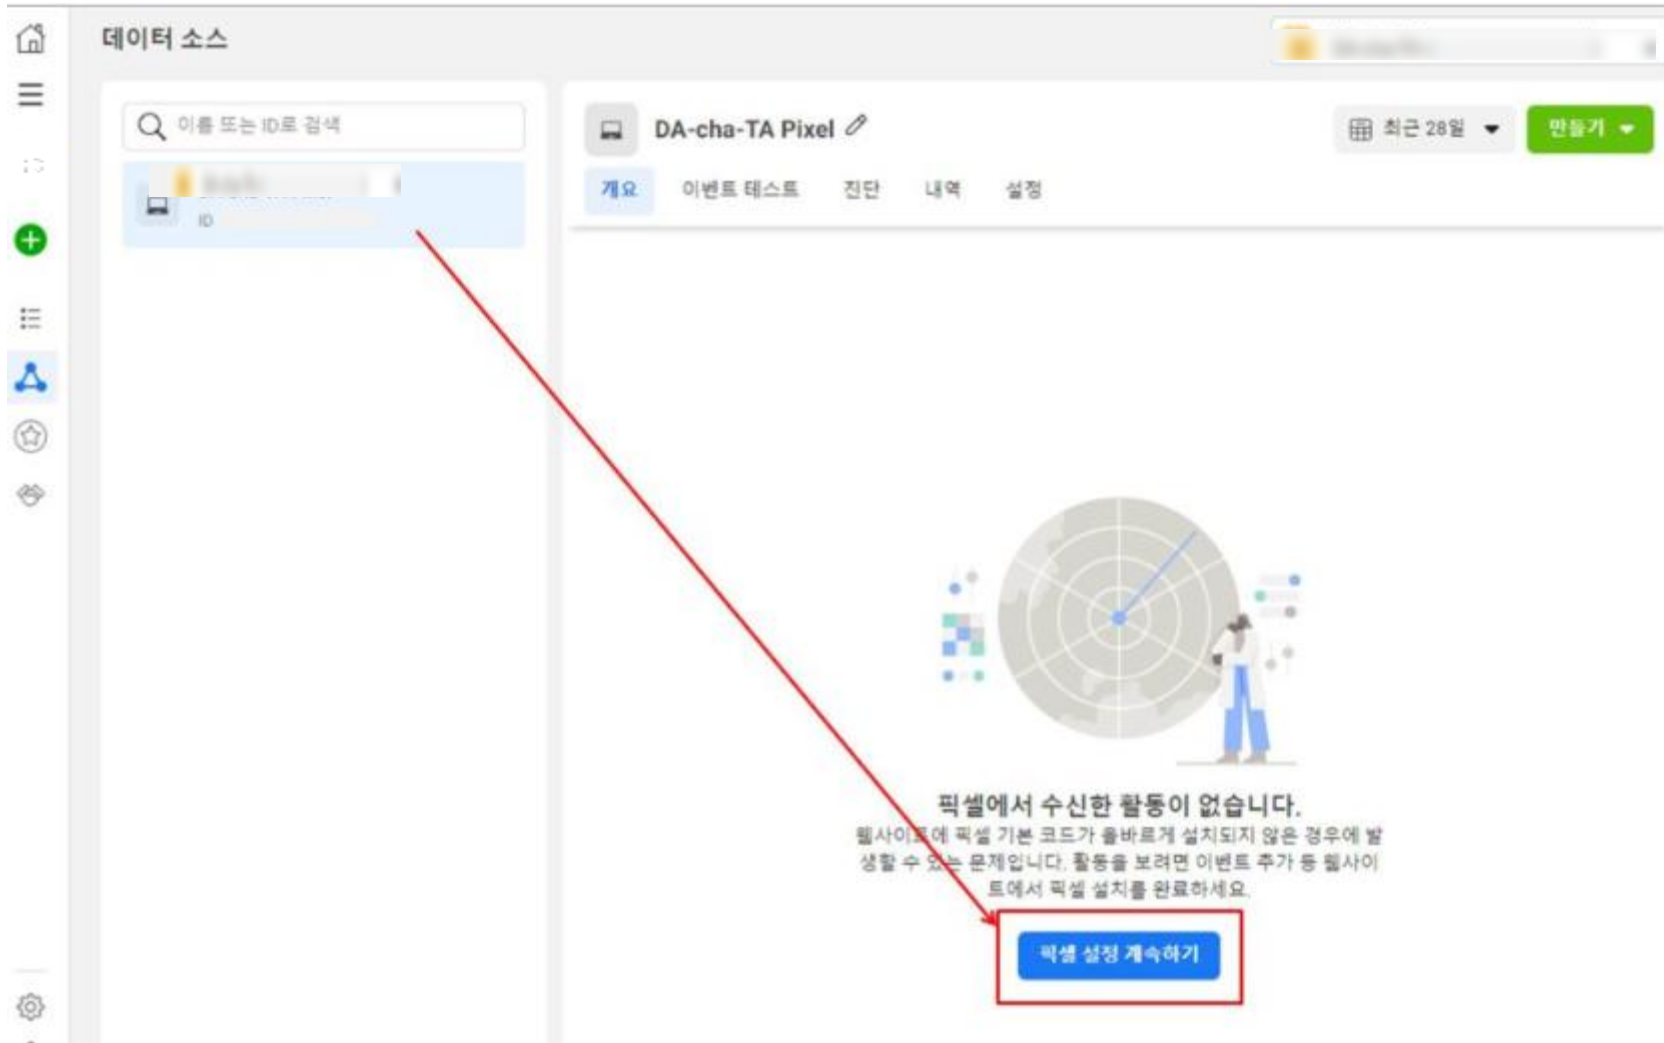 데이터 소스
이름 또는 ID로 검색
ID
DA-cha-TA Pixel
최근 28일
만들기
개요
이벤트 테스트
진단
내역
설정
픽셀에서 수신한 활동이 없습니다.
웹사이트에 픽셀 기본 코드가 올바르게 설치되지 않은 경우에 발
생할 수 있는 문제입니다. 활동을 보려면 이벤트 추가 등 웹사이
트에서 픽셀 설치를 완료하세요.
픽셀 설정 계속하기